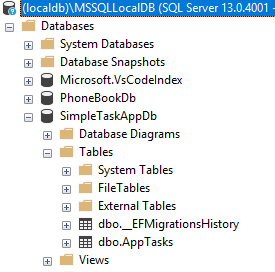 (localdb)\MSSQLLocalDB (SQL Server 13.0.4001 -
Databases
System Databases
Database Snapshots
Microsoft.VsCodeIndex
PhoneBookDb
SimpleTaskAppDb
Database Diagrams
Tables
System Tables
FileTables
External Tables
dbo.__EFMigrationsHistory
dbo.AppTasks
Views